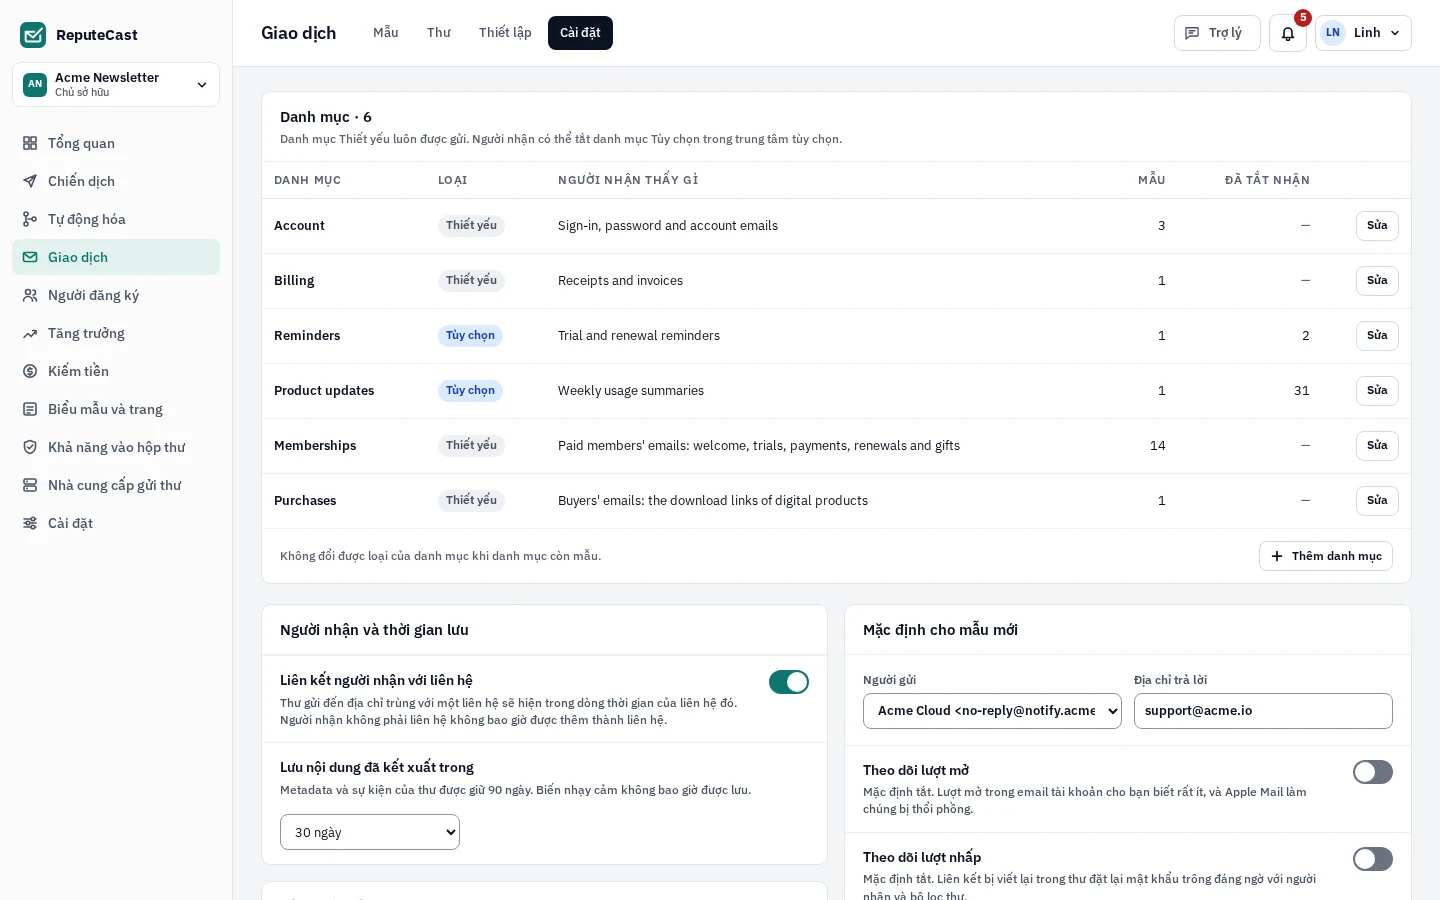 ReputeCast
AN
Acme Newsletter
Chủ sở hữu
Tổng quan
Chiến dịch
Tự động hóa
Giao dịch
Người đăng ký
Tăng trưởng
Kiếm tiền
Biểu mẫu và trang
Khả năng vào hộp thư
Nhà cung cấp gửi thư
Cài đặt
Giao dịch
Mẫu
Thư
Thiết lập
Cài đặt
Trợ lý
5
LN
Linh
Danh mục · 6
Danh mục Thiết yếu luôn được gửi. Người nhận có thể tắt danh mục Tùy chọn trong trung tâm tùy chọn.
DANH MỤC LOẠI NGƯỜI NHẬN THẤY GÌ MẪU ĐÃ TẮT NHẬN
Account Thiết yếu Sign-in, password and account emails 3 — Sửa
Billing Thiết yếu Receipts and invoices 1 — Sửa
Reminders Tùy chọn Trial and renewal reminders 1 2 Sửa
Product updates Tùy chọn Weekly usage summaries 1 31 Sửa
Memberships Thiết yếu Paid members' emails: welcome, trials, payments, renewals and gifts 14 — Sửa
Purchases Thiết yếu Buyers' emails: the download links of digital products 1 — Sửa
Không đổi được loại của danh mục khi danh mục còn mẫu.
Thêm danh mục
Người nhận và thời gian lưu
Liên kết người nhận với liên hệ
Thư gửi đến địa chỉ trùng với một liên hệ sẽ hiện trong dòng thời gian của liên hệ đó.
Người nhận không phải liên hệ không bao giờ được thêm thành liên hệ.
Lưu nội dung đã kết xuất trong
Metadata và sự kiện của thư được giữ 90 ngày. Biến nhạy cảm không bao giờ được lưu.
30 ngày
Mặc định cho mẫu mới
Người gửi
Địa chỉ trả lời
Acme Cloud <no-reply@notify.acme
support@acme.io
Theo dõi lượt mở
Mặc định tắt. Lượt mở trong email tài khoản cho bạn biết rất ít, và Apple Mail làm
chúng bị thổi phồng.
Theo dõi lượt nhấp
Mặc định tắt. Liên kết bị viết lại trong thư đặt lại mật khẩu trông đáng ngờ với người
nhận và bộ lọc thư.